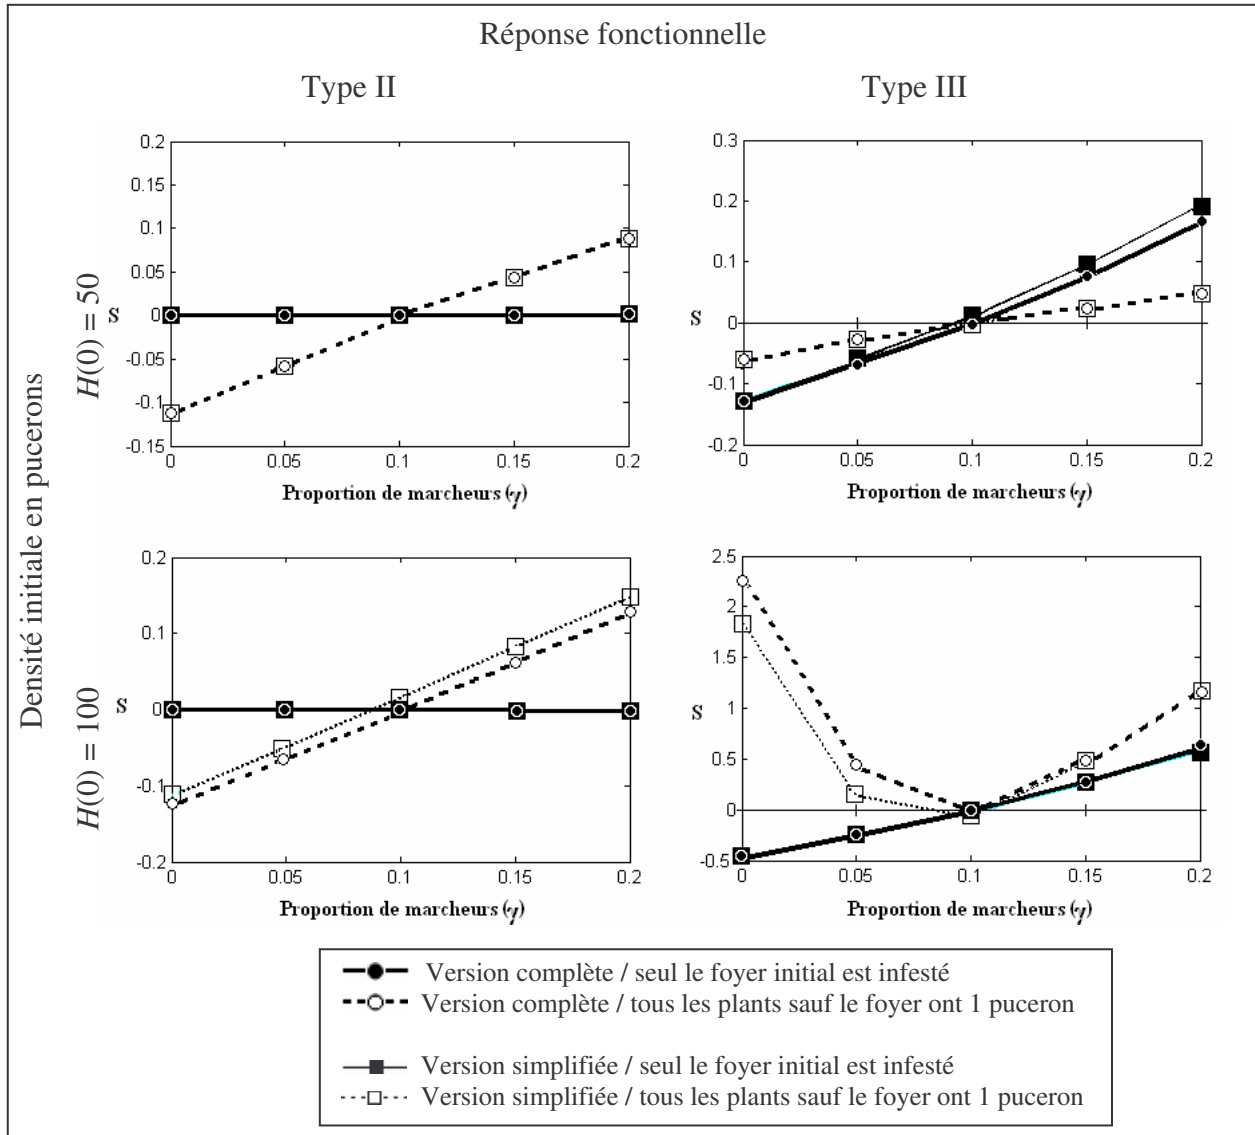 Réponse fonctionnelle
Type II
Type III
Densité initiale en pucerons
H(0) = 50
0.2
0.15
0.1
0.05
0
-0.05
-0.1
-0.15
S
0 0.05 0.1 0.15 0.2
Proportion de marcheurs (γ)
0.3
0.2
0.1
0
-0.1
-0.2
S
0 0.05 0.1 0.15 0.2
Proportion de marcheurs (γ)
H(0) = 100
0.2
0.1
0
-0.1
-0.2
S
0 0.05 0.1 0.15 0.2
Proportion de marcheurs (γ)
2.5
2
1.5
1
0.5
0
-0.5
S
0 0.05 0.1 0.15 0.2
Proportion de marcheurs (γ)
Version complète / seul le foyer initial est infesté
Version complète / tous les plants sauf le foyer ont 1 puceron
Version simplifiée / seul le foyer initial est infesté
Version simplifiée / tous les plants sauf le foyer ont 1 puceron